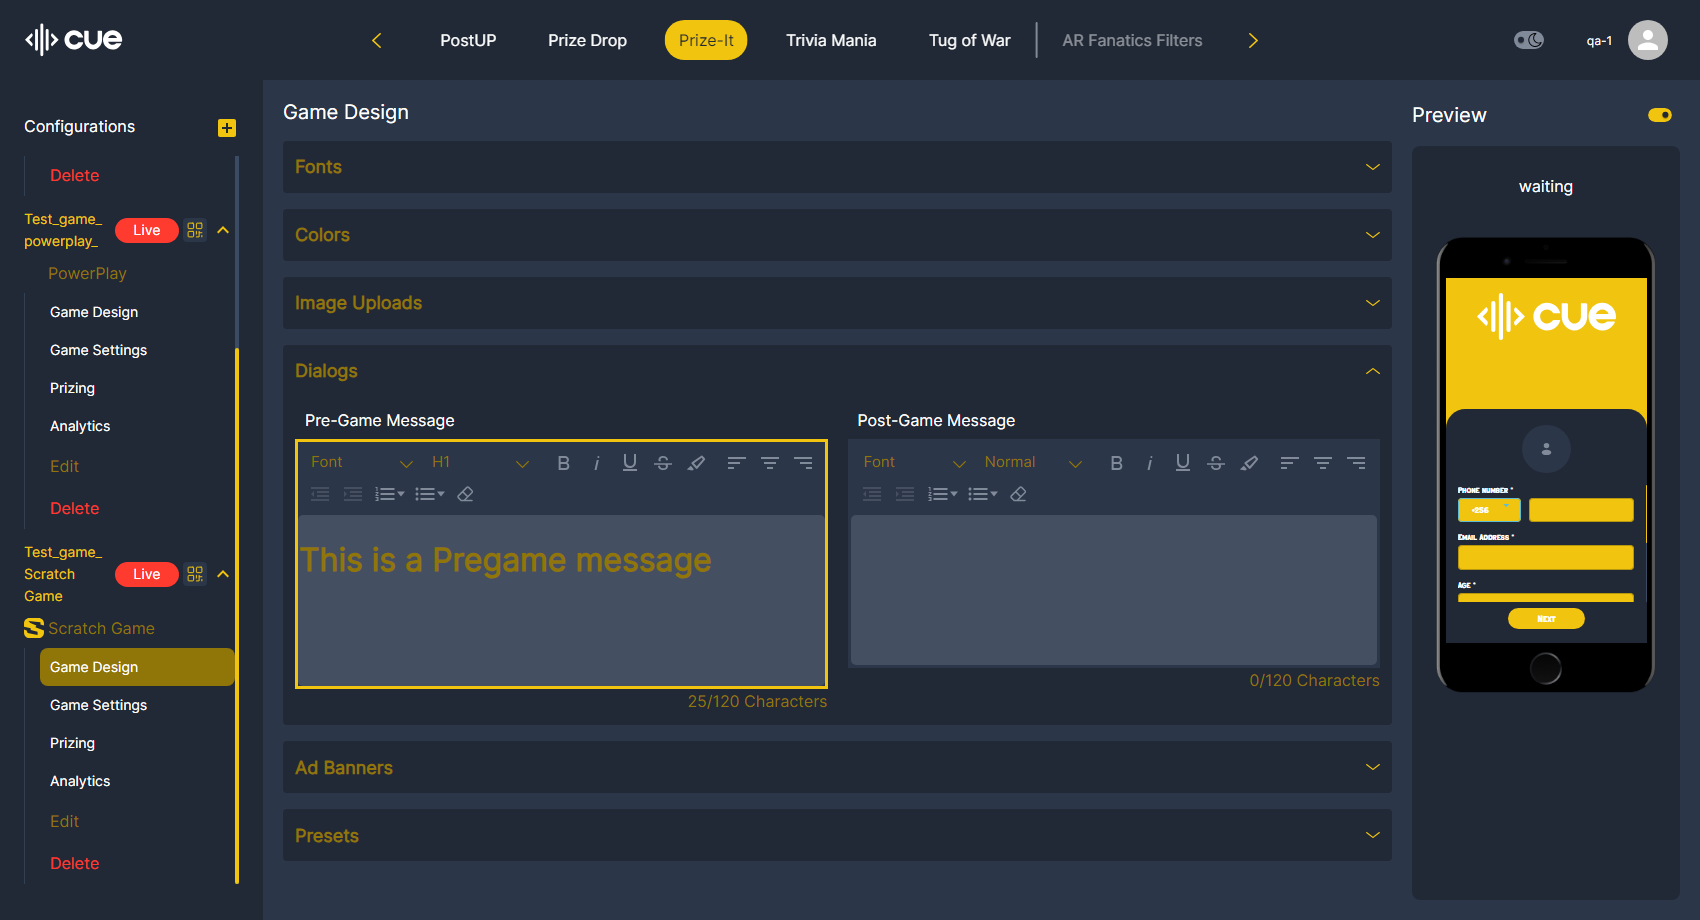 cue
PostUP
Prize Drop
Prize-It
Trivia Mania
Tug of War
AR Fanatics Filters
qa-1
Configurations
Delete
Test_game_
powerplay_
Live
PowerPlay
Game Design
Game Settings
Prizing
Analytics
Edit
Delete
Test_game_
Scratch
Game
Live
Scratch Game
Game Design
Game Settings
Prizing
Analytics
Edit
Delete
Game Design
Fonts
Colors
Image Uploads
Dialogs
Pre-Game Message
Font H1 B i U S
This is a Pregame message
25/120 Characters
Post-Game Message
Font Normal B i U S
0/120 Characters
Ad Banners
Presets
Preview
waiting
cue
Phone number *
+256
Email Address *
Age *
Next